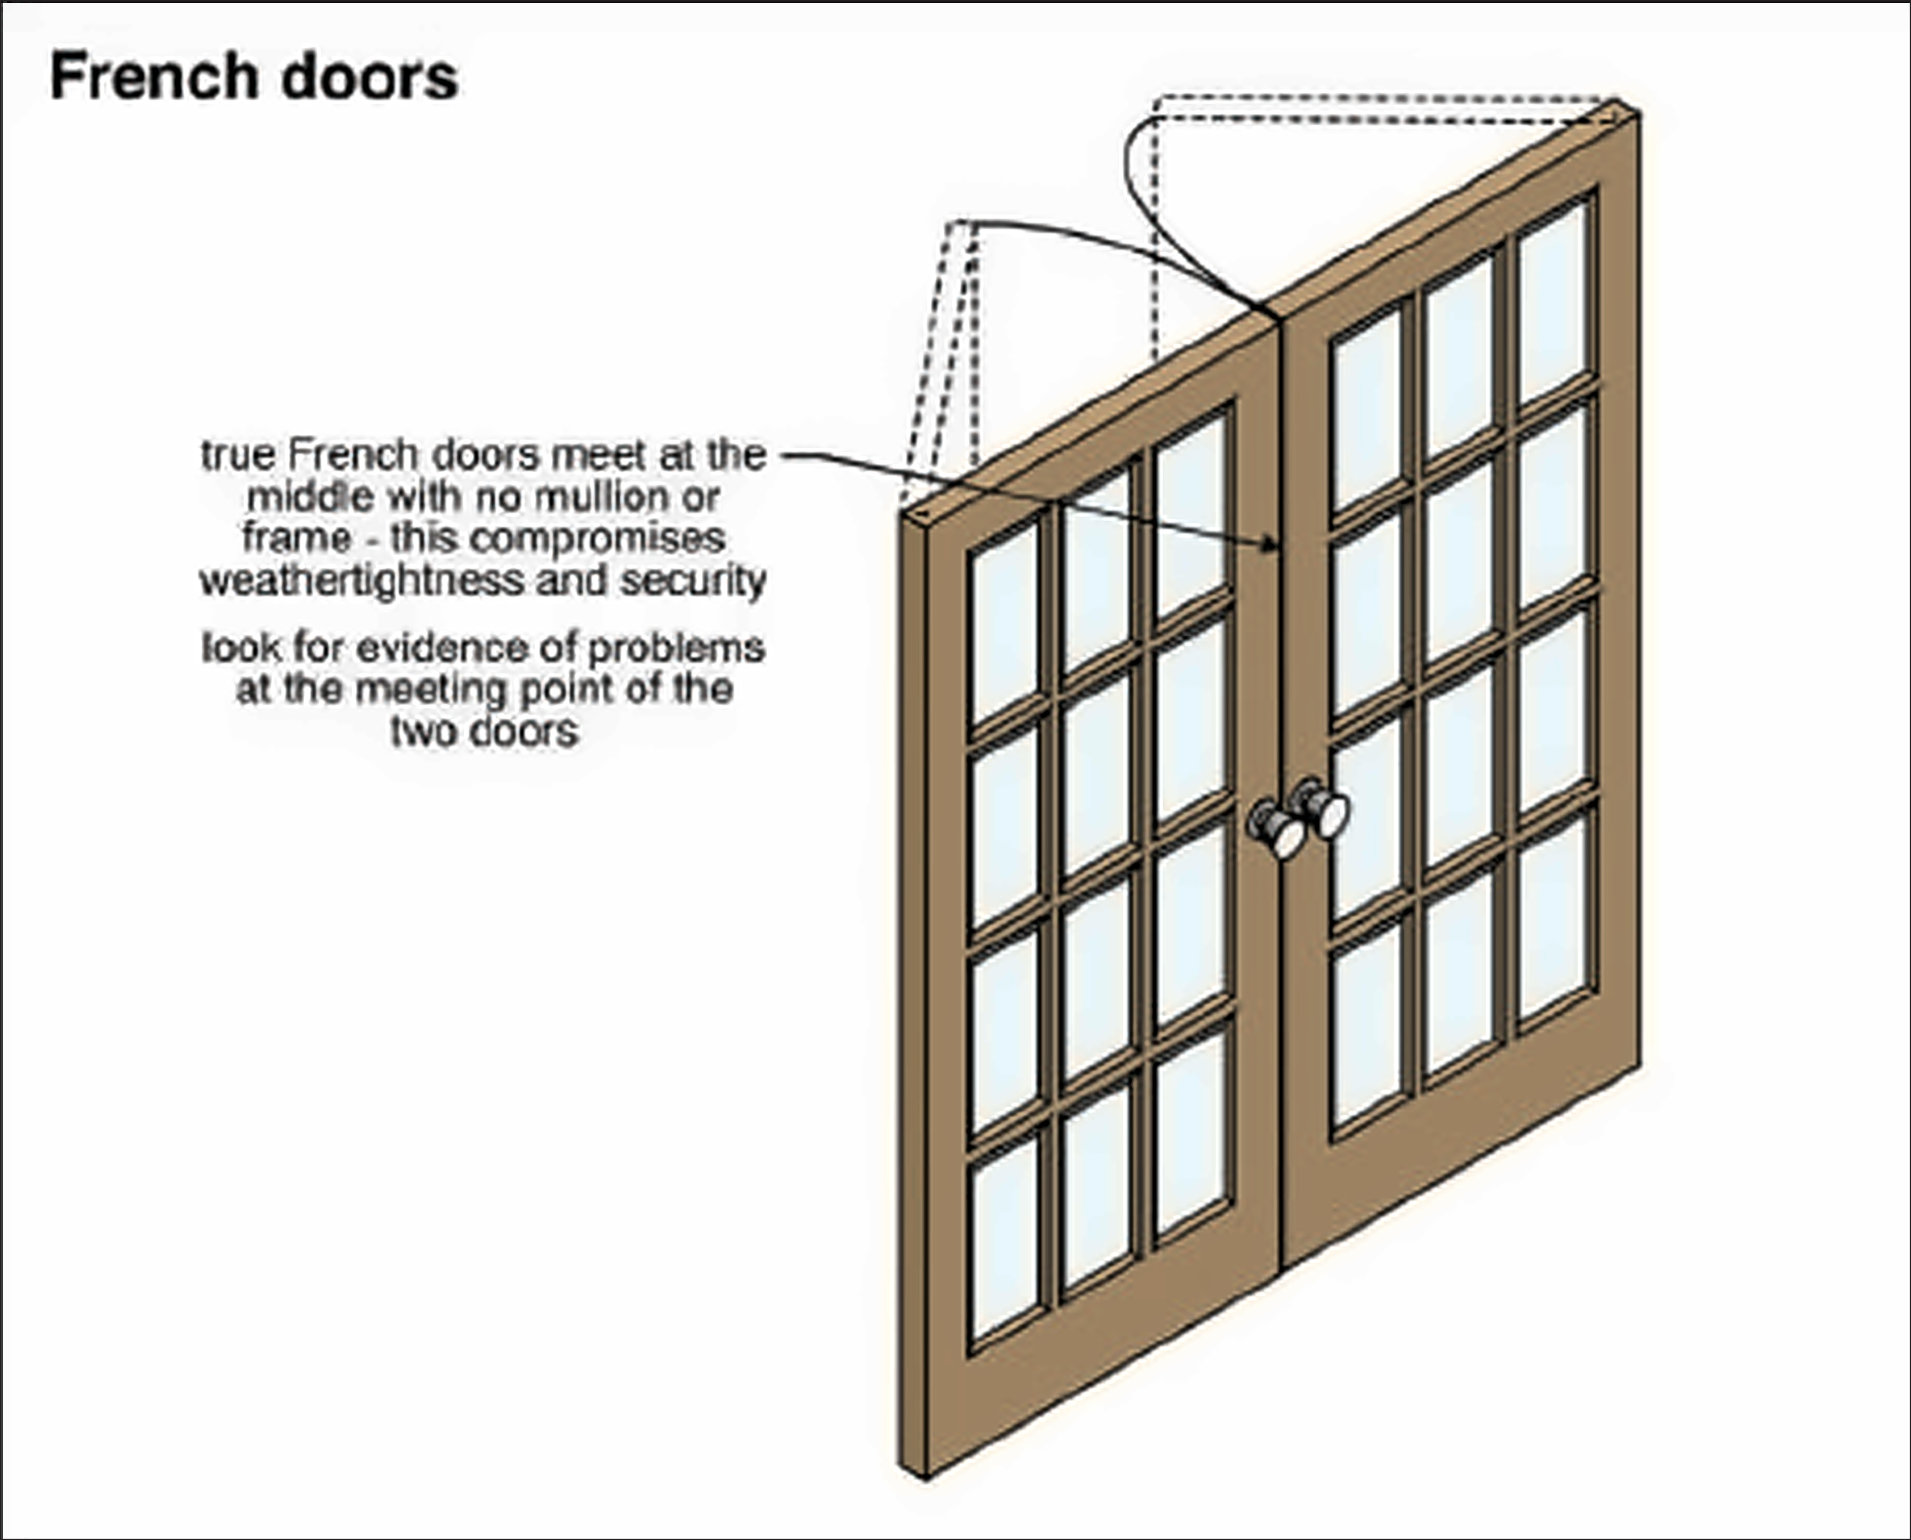 French doors
true French doors meet at the
middle with no mullion or
frame - this compromises
weathertightness and security
look for evidence of problems
at the meeting point of the
two doors